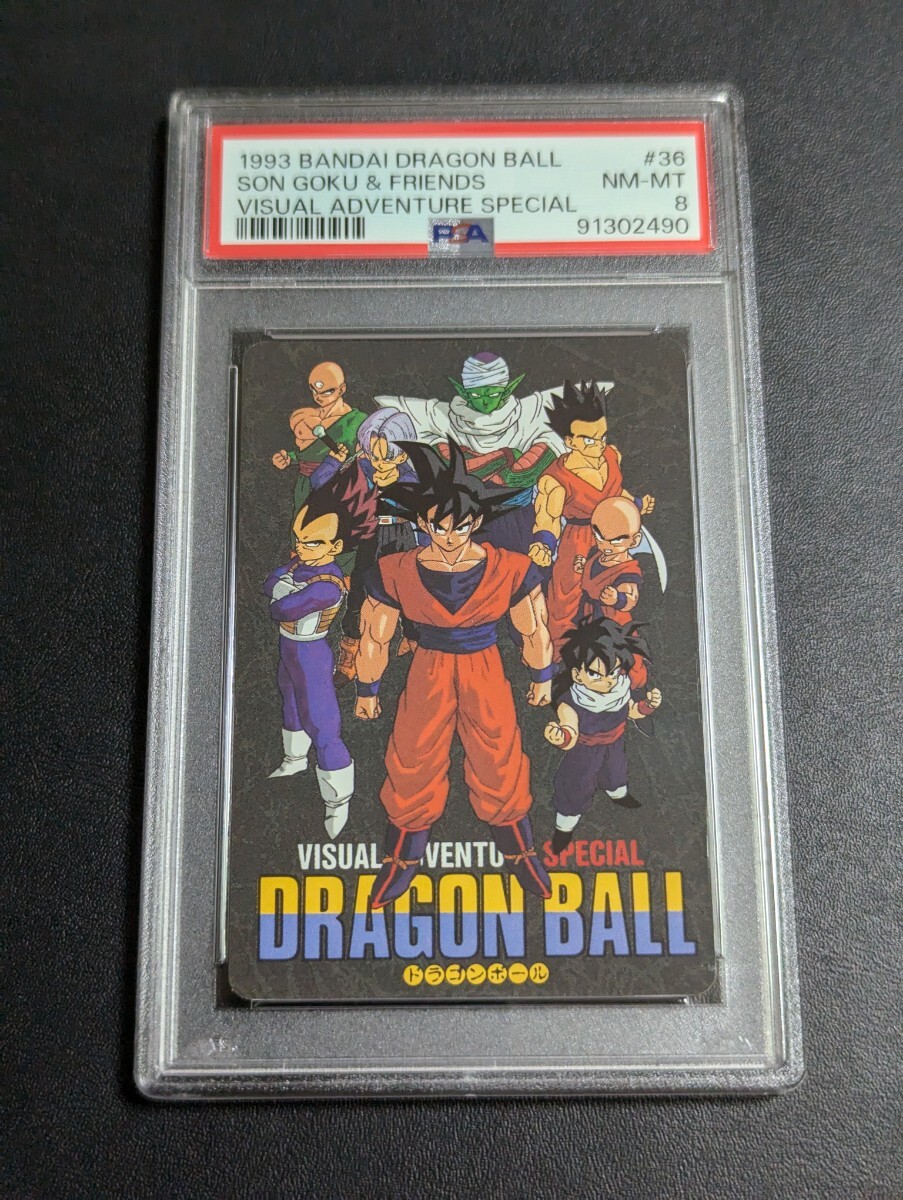 1993 BANDAI DRAGON BALL #36
SON GOKU & FRIENDS NM-MT
VISUAL ADVENTURE SPECIAL 8
PSA 91302490
VISUAL VENTU SPECIAL
DRAGON BALL
ドラゴンボール